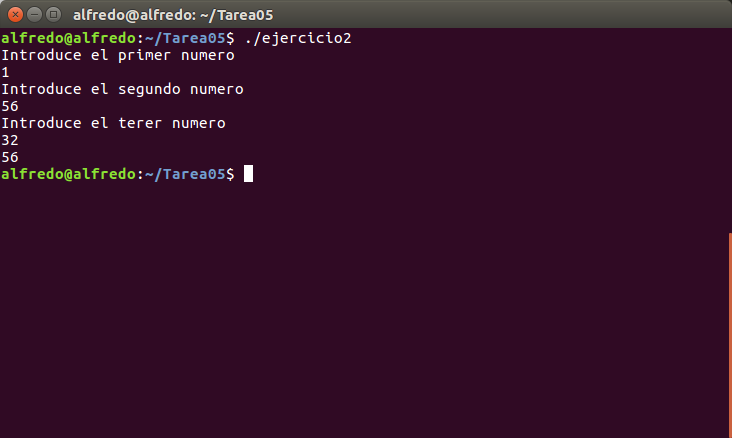 alfredo@alfredo: ~/Tarea05
alfredo@alfredo:~/Tarea05$ ./ejercicio2
Introduce el primer numero
1
Introduce el segundo numero
56
Introduce el terer numero
32
56
alfredo@alfredo:~/Tarea05$